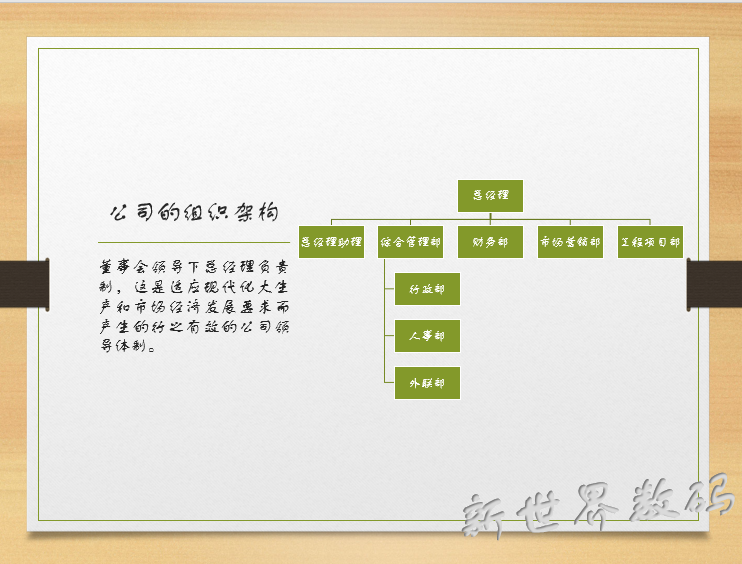 公司的组织架构
董事会领导下总经理负责
制，这是适应现代化大生
产和市场经济发展要求而
产生的行之有效的公司领
导体制。
总经理
总经理助理
综合管理部
财务部
市场营销部
工程项目部
行政部
人事部
外联部
新世界数码